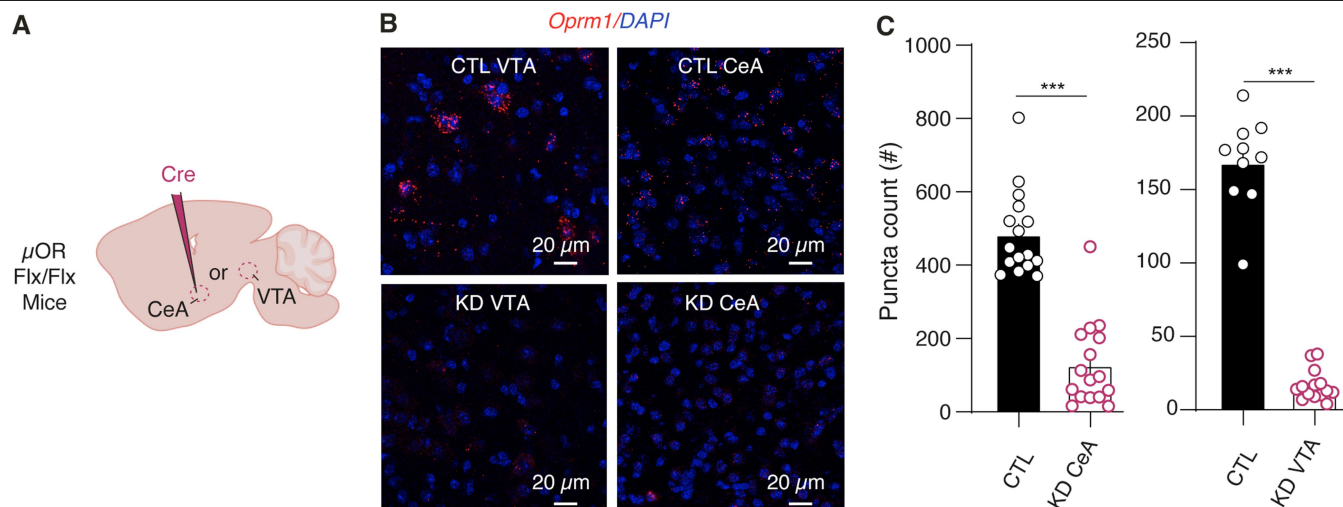 A
Cre
µOR
Flx/Flx
Mice
or
CeA
VTA
B
Oprm1/DAPI
CTL VTA
20 µm
CTL CeA
20 µm
KD VTA
20 µm
KD CeA
20 µm
C
Puncta count (#)
1000
800
600
400
200
0
***
CTL
KD CeA
250
200
150
100
50
0
***
CTL
KD VTA